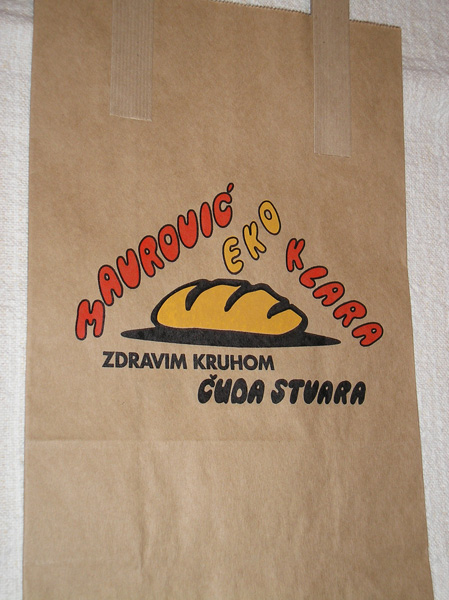 MAUROVIĆ
EKO
KLARA
ZDRAVIM KRUHOM
ČUDA STVARA